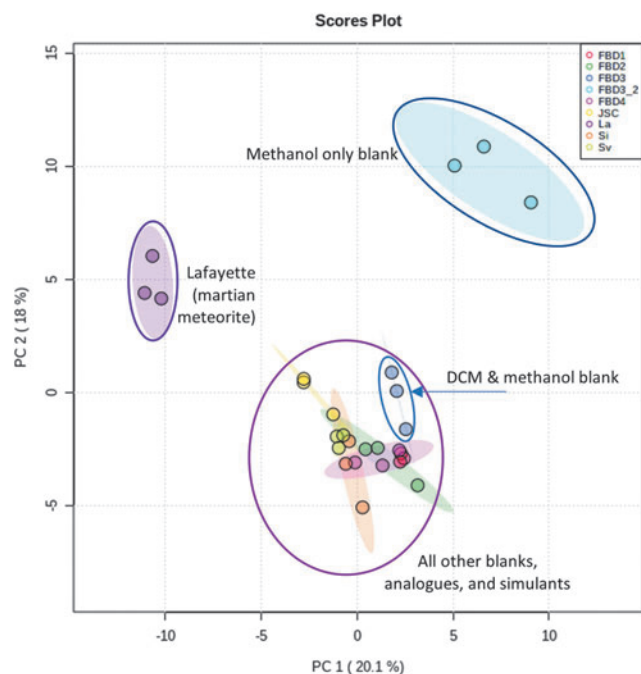 Scores Plot
FBD1
FBD2
FBD3
FBD3_2
FBD4
JSC
La
Si
Sv
Methanol only blank
Lafayette
(martian
meteorite)
DCM & methanol blank
All other blanks,
analogues, and simulants
PC 2 ( 18 %)
15
10
5
0
-5
-10
-5
0
5
10
PC 1 ( 20.1 %)